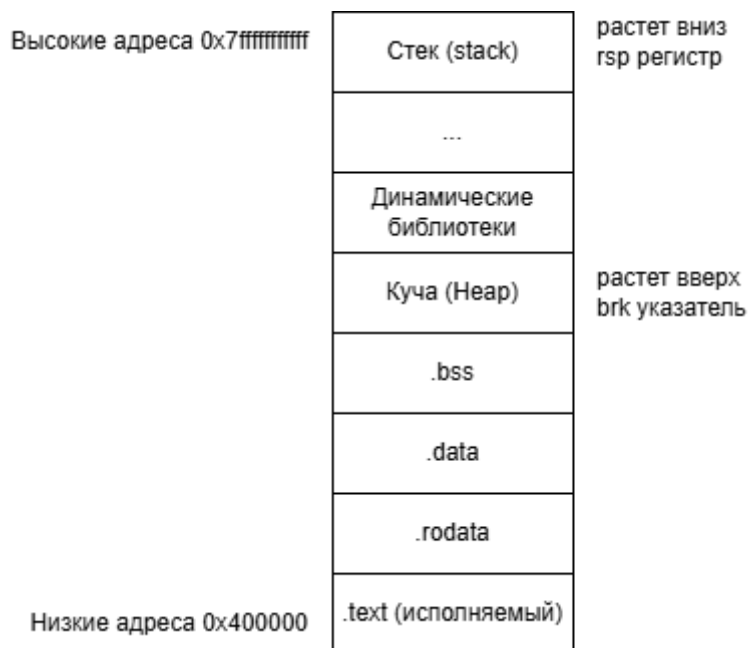 Высокие адреса 0x7fffffffffff
Стек (stack)
растет вниз
rsp регистр
...
Динамические
библиотеки
Куча (Heap)
растет вверх
brk указатель
.bss
.data
.rodata
Низкие адреса 0x400000
.text (исполняемый)